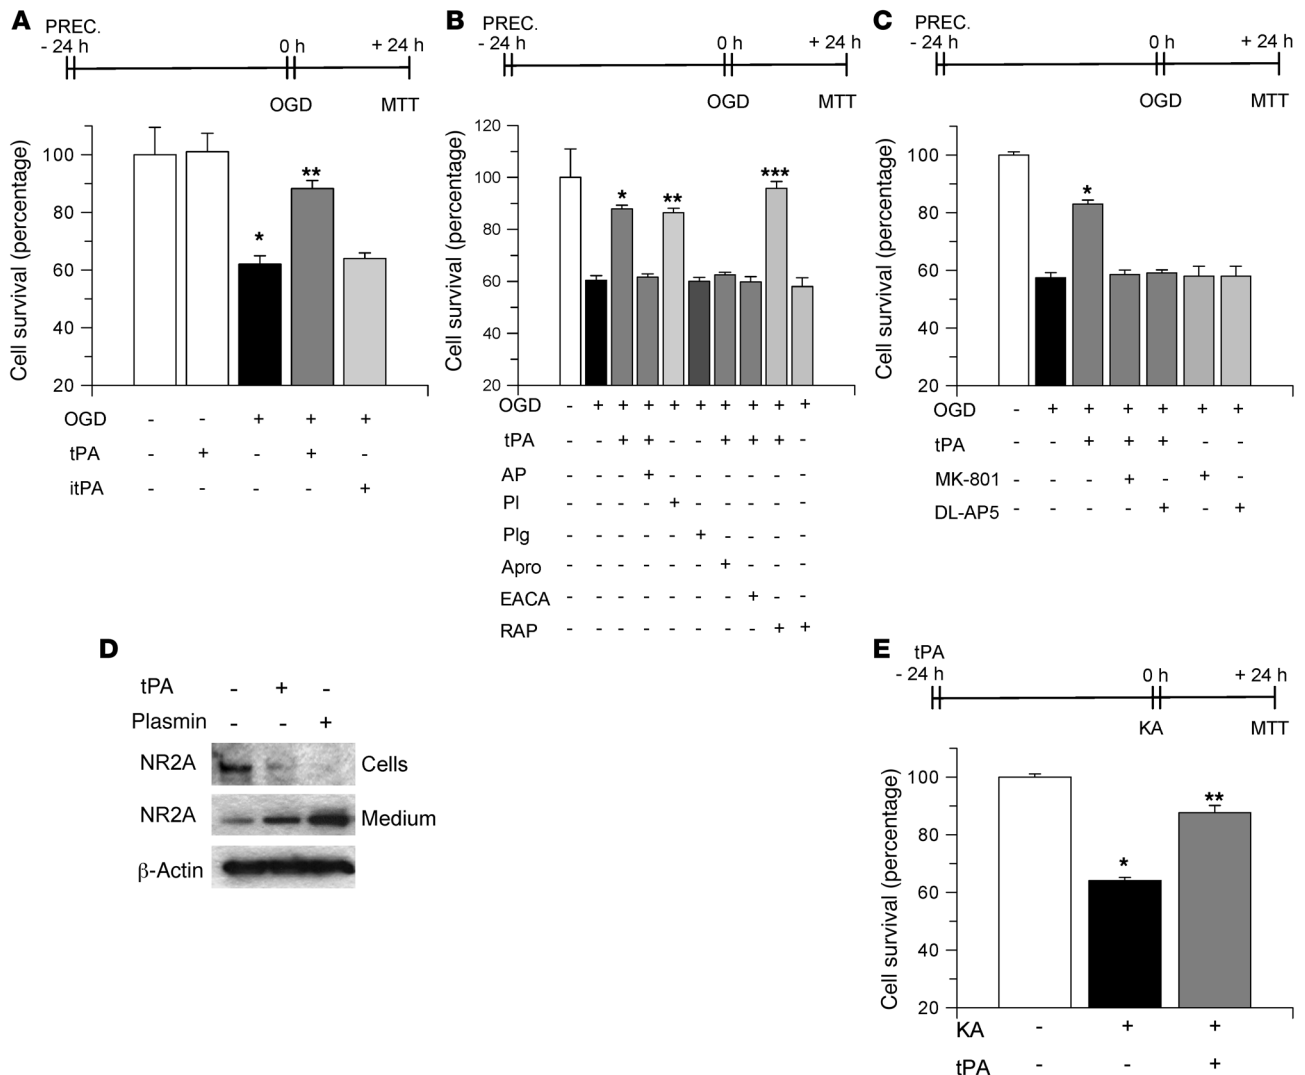 A
PREC.
- 24 h 0 h + 24 h
OGD MTT
Cell survival (percentage)
100
80
60
40
20
*
**
OGD - - + + +
tPA - + - + -
itPA - - - - +
B
PREC.
- 24 h 0 h + 24 h
OGD MTT
Cell survival (percentage)
120
100
80
60
40
20
*
**
***
OGD - + + + + + + + + +
tPA - - + + - - + + + -
AP - - - + - - - - - -
Pl - - - - + - - - - -
Plg - - - - - + - - - -
Apro - - - - - - + - - -
EACA - - - - - - - + - -
RAP - - - - - - - - + +
C
PREC.
- 24 h 0 h + 24 h
OGD MTT
Cell survival (percentage)
100
80
60
40
20
*
OGD - + + + + + +
tPA - - + + + - -
MK-801 - - - + - + -
DL-AP5 - - - - + - +
D
tPA - + -
Plasmin - - +
NR2A Cells
NR2A Medium
β-Actin
E
tPA
- 24 h 0 h + 24 h
KA MTT
Cell survival (percentage)
100
80
60
40
20
*
**
KA - + +
tPA - - +